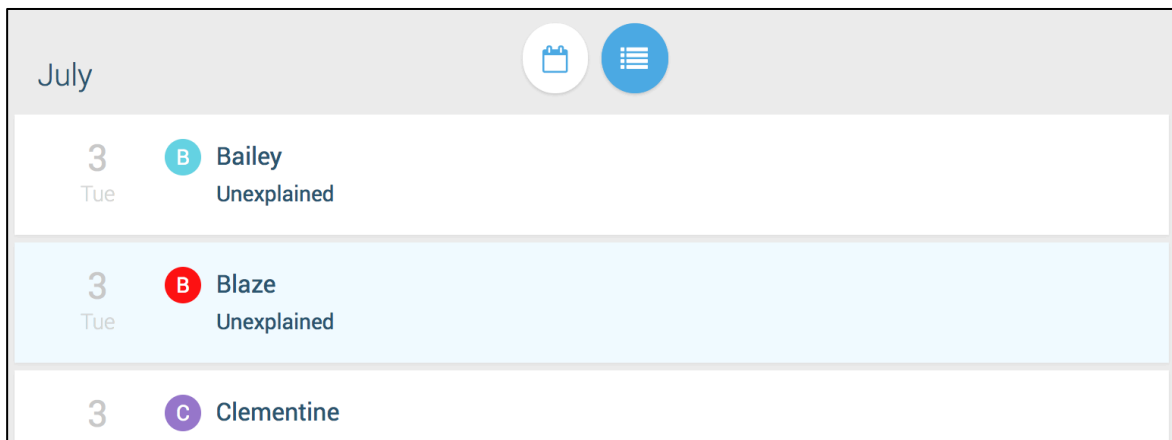 July
3
Tue
B
Bailey
Unexplained
3
Tue
B
Blaze
Unexplained
3
C
Clementine